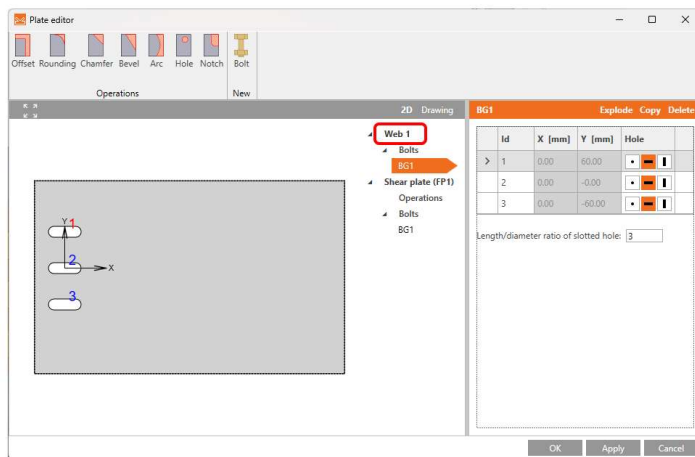 Plate editor
Offset Rounding Chamfer Bevel Arc Hole Notch Bolt
Operations New
2D Drawing
Web 1
Bolts
BG1
Shear plate (FP1)
Operations
Bolts
BG1
Y 1
2 X
3
BG1 Explode Copy Delete
Id X [mm] Y [mm] Hole
1 0.00 60.00
2 0.00 -0.00
3 0.00 -60.00
Length/diameter ratio of slotted hole: 3
OK Apply Cancel